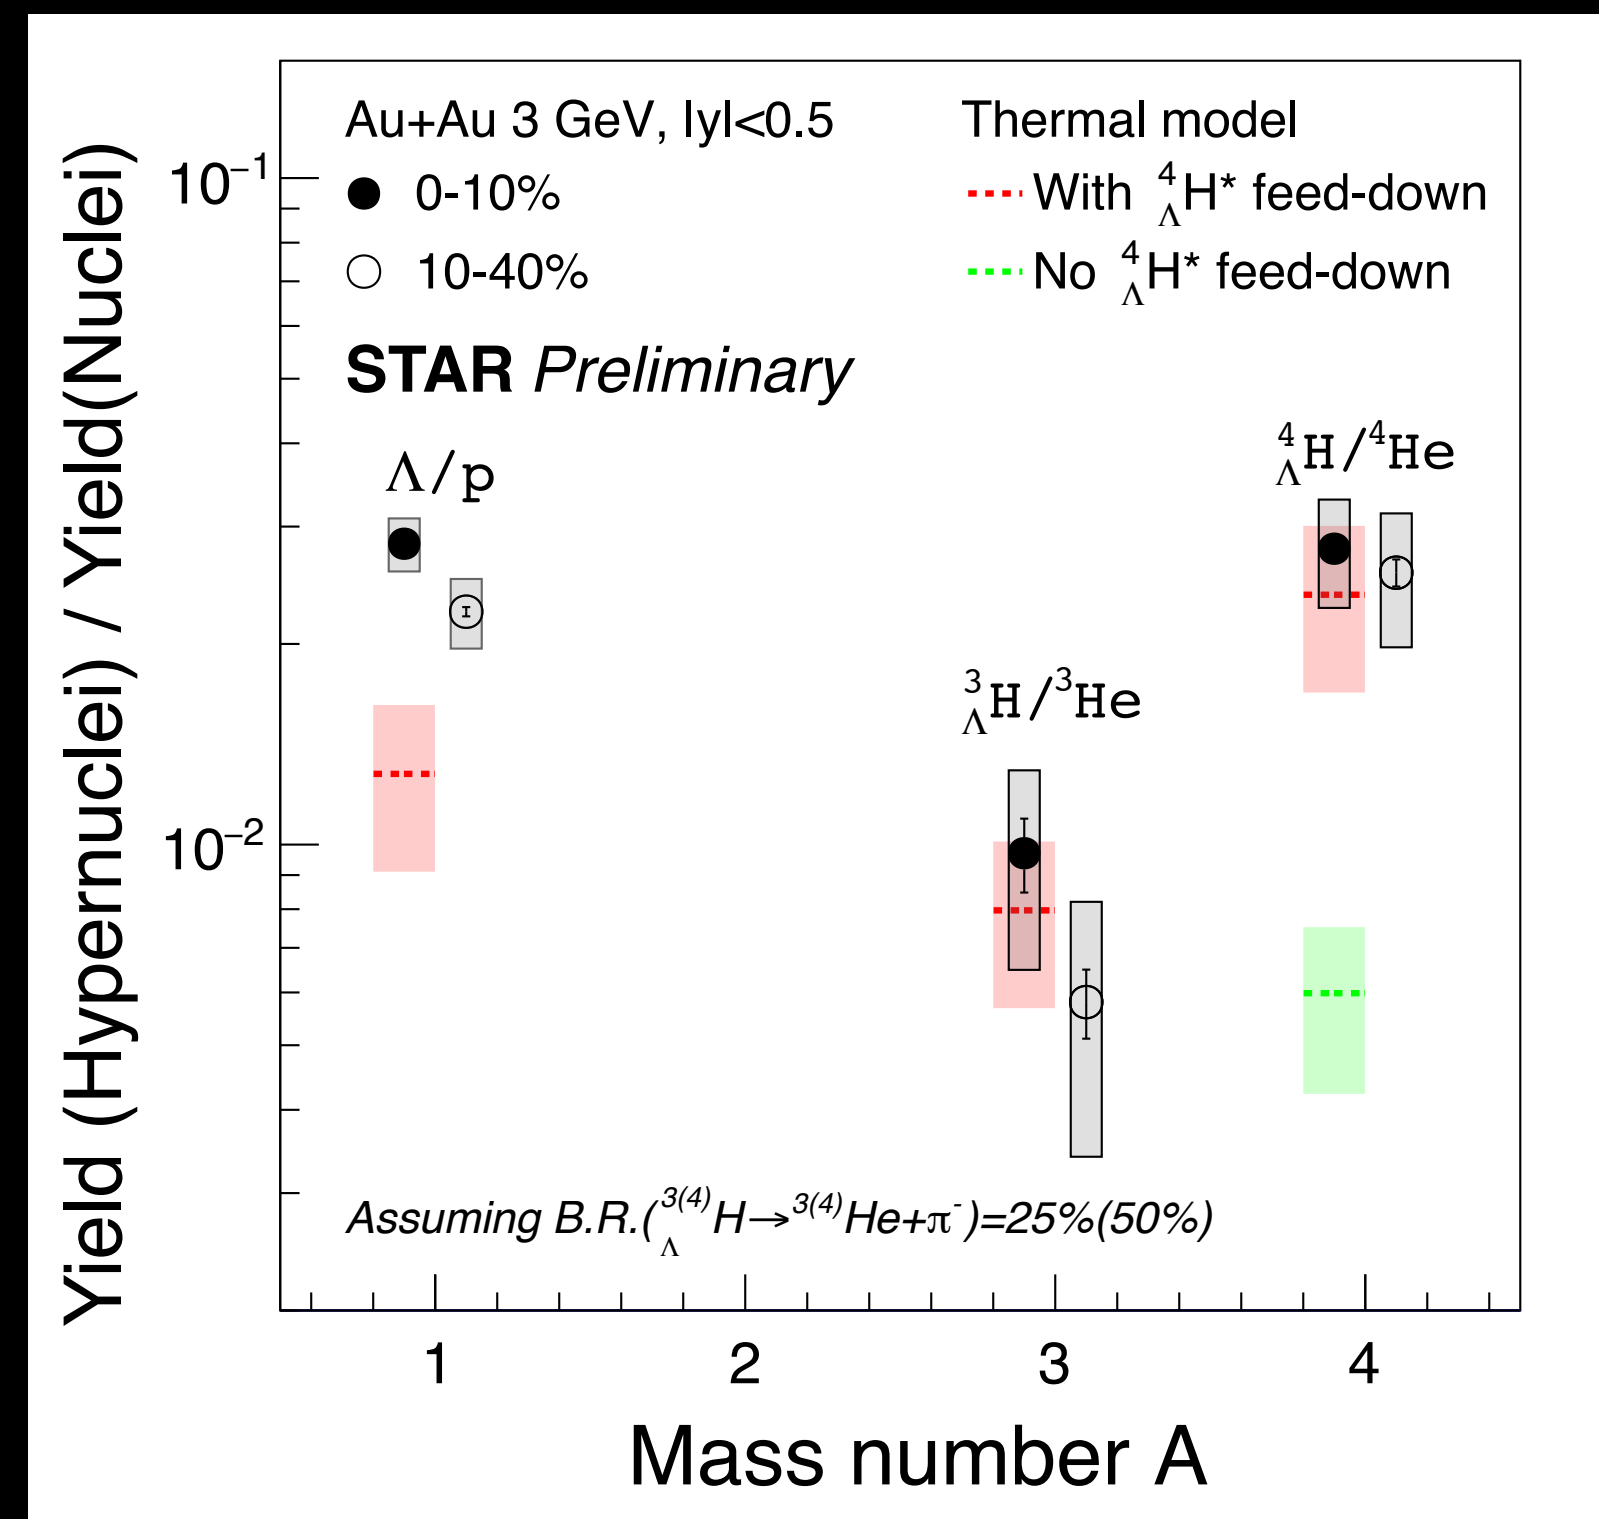 Yield (Hypernuclei) / Yield(Nuclei)
Au+Au 3 GeV, |y|<0.5
0-10%
10-40%
STAR Preliminary
Thermal model
With ⁴ΛH* feed-down
No ⁴ΛH* feed-down
10⁻¹
10⁻²
Λ/p
³ΛH/³He
⁴ΛH/⁴He
Assuming B.R.(³⁽⁴⁾ΛH→³⁽⁴⁾He+π⁻)=25%(50%)
1 2 3 4
Mass number A